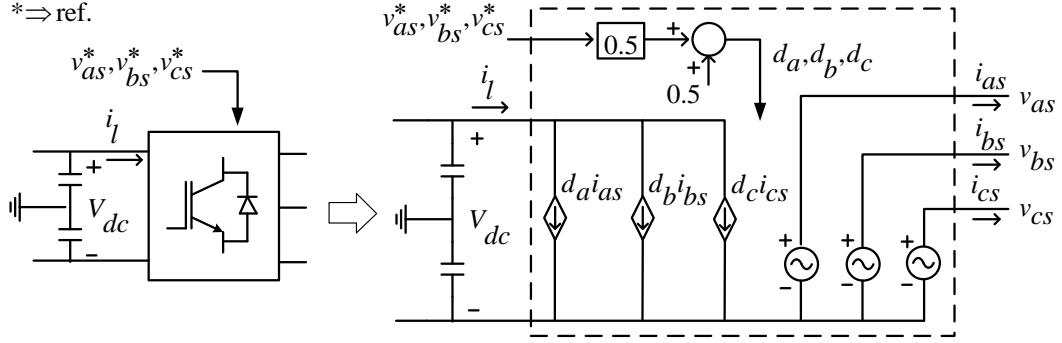 *⇒ref.
v*as,v*bs,v*cs
il
+
Vdc
−
v*as,v*bs,v*cs
0.5
+
+
0.5
da,db,dc
il
+
Vdc
−
daias
dbibs
dcics
+
−
+
−
+
−
ias
vas
ibs
vbs
ics
vcs